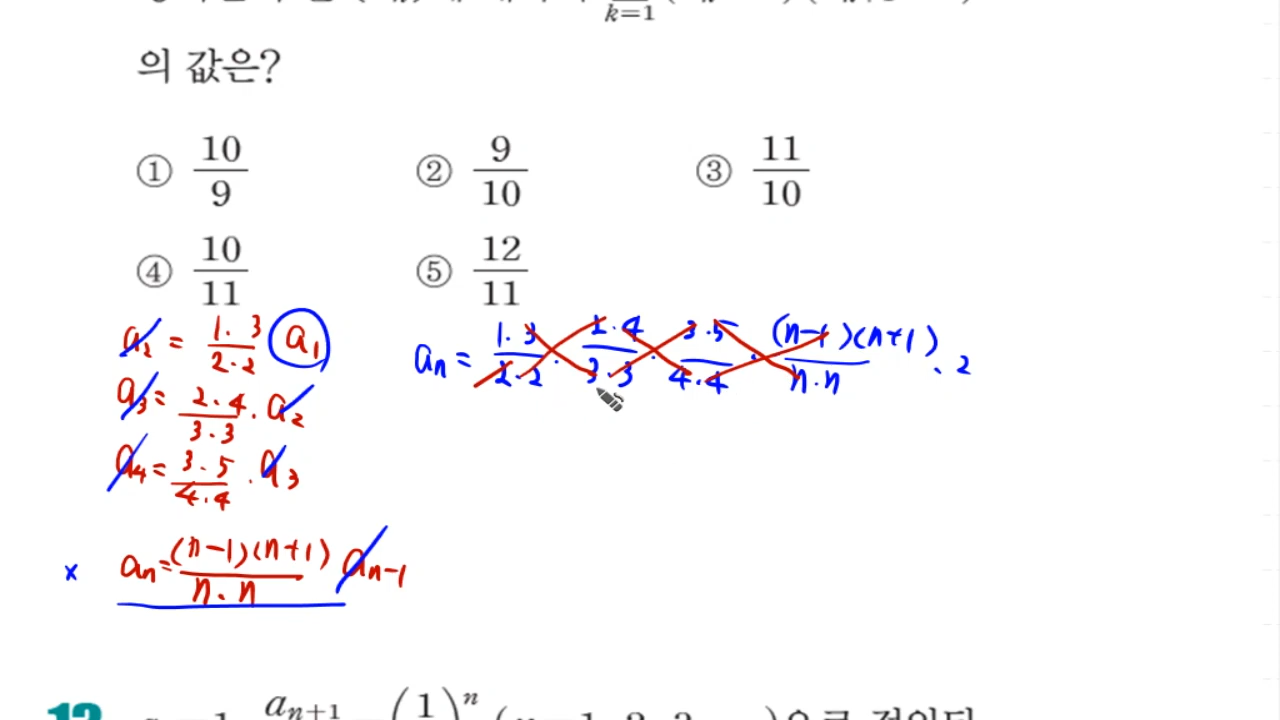 k=1
의 값은?
① 10/9 ② 9/10 ③ 11/10
④ 10/11 ⑤ 12/11
a₂ = 1·3/2·2 a₁
a₃ = 2·4/3·3 · a₂
a₄ = 3·5/4·4 · a₃
× aₙ = (n-1)(n+1)/n·n aₙ₋₁
aₙ = 1·3/2·2 · 2·4/3·3 · 3·5/4·4 · (n-1)(n+1)/n·n · 2